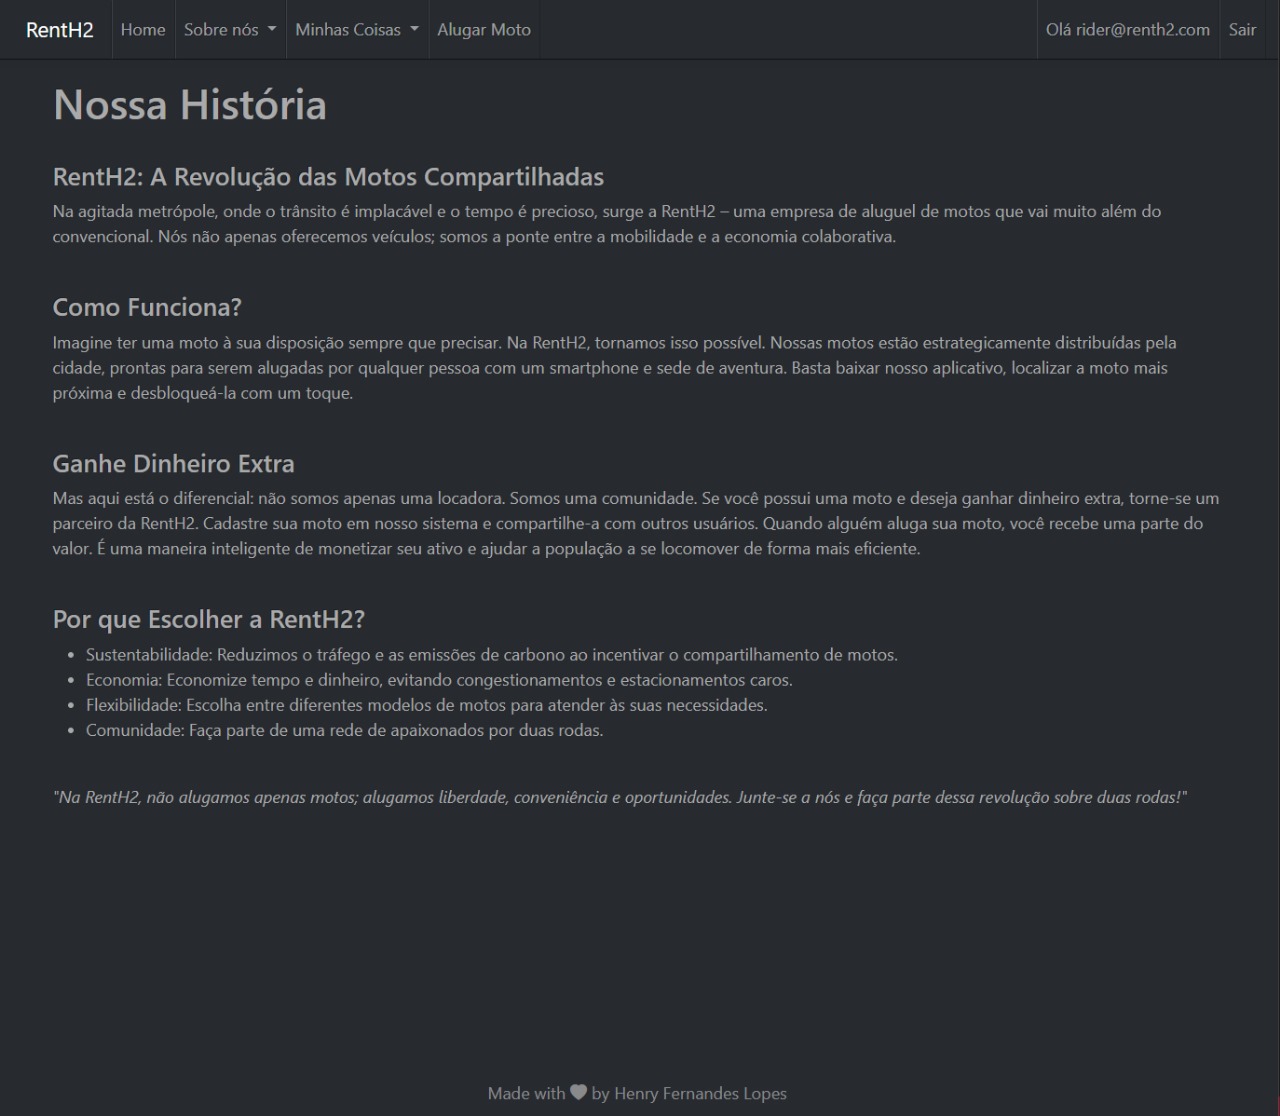 RentH2 Home Sobre nós Minhas Coisas Alugar Moto Olá rider@renth2.com Sair
Nossa História
RentH2: A Revolução das Motos Compartilhadas
Na agitada metrópole, onde o trânsito é implacável e o tempo é precioso, surge a RentH2 – uma empresa de aluguel de motos que vai muito além do
convencional. Nós não apenas oferecemos veículos; somos a ponte entre a mobilidade e a economia colaborativa.
Como Funciona?
Imagine ter uma moto à sua disposição sempre que precisar. Na RentH2, tornamos isso possível. Nossas motos estão estrategicamente distribuídas pela
cidade, prontas para serem alugadas por qualquer pessoa com um smartphone e sede de aventura. Basta baixar nosso aplicativo, localizar a moto mais
próxima e desbloqueá-la com um toque.
Ganhe Dinheiro Extra
Mas aqui está o diferencial: não somos apenas uma locadora. Somos uma comunidade. Se você possui uma moto e deseja ganhar dinheiro extra, torne-se um
parceiro da RentH2. Cadastre sua moto em nosso sistema e compartilhe-a com outros usuários. Quando alguém aluga sua moto, você recebe uma parte do
valor. É uma maneira inteligente de monetizar seu ativo e ajudar a população a se locomover de forma mais eficiente.
Por que Escolher a RentH2?
• Sustentabilidade: Reduzimos o tráfego e as emissões de carbono ao incentivar o compartilhamento de motos.
• Economia: Economize tempo e dinheiro, evitando congestionamentos e estacionamentos caros.
• Flexibilidade: Escolha entre diferentes modelos de motos para atender às suas necessidades.
• Comunidade: Faça parte de uma rede de apaixonados por duas rodas.
"Na RentH2, não alugamos apenas motos; alugamos liberdade, conveniência e oportunidades. Junte-se a nós e faça parte dessa revolução sobre duas rodas!"
Made with ♥ by Henry Fernandes Lopes